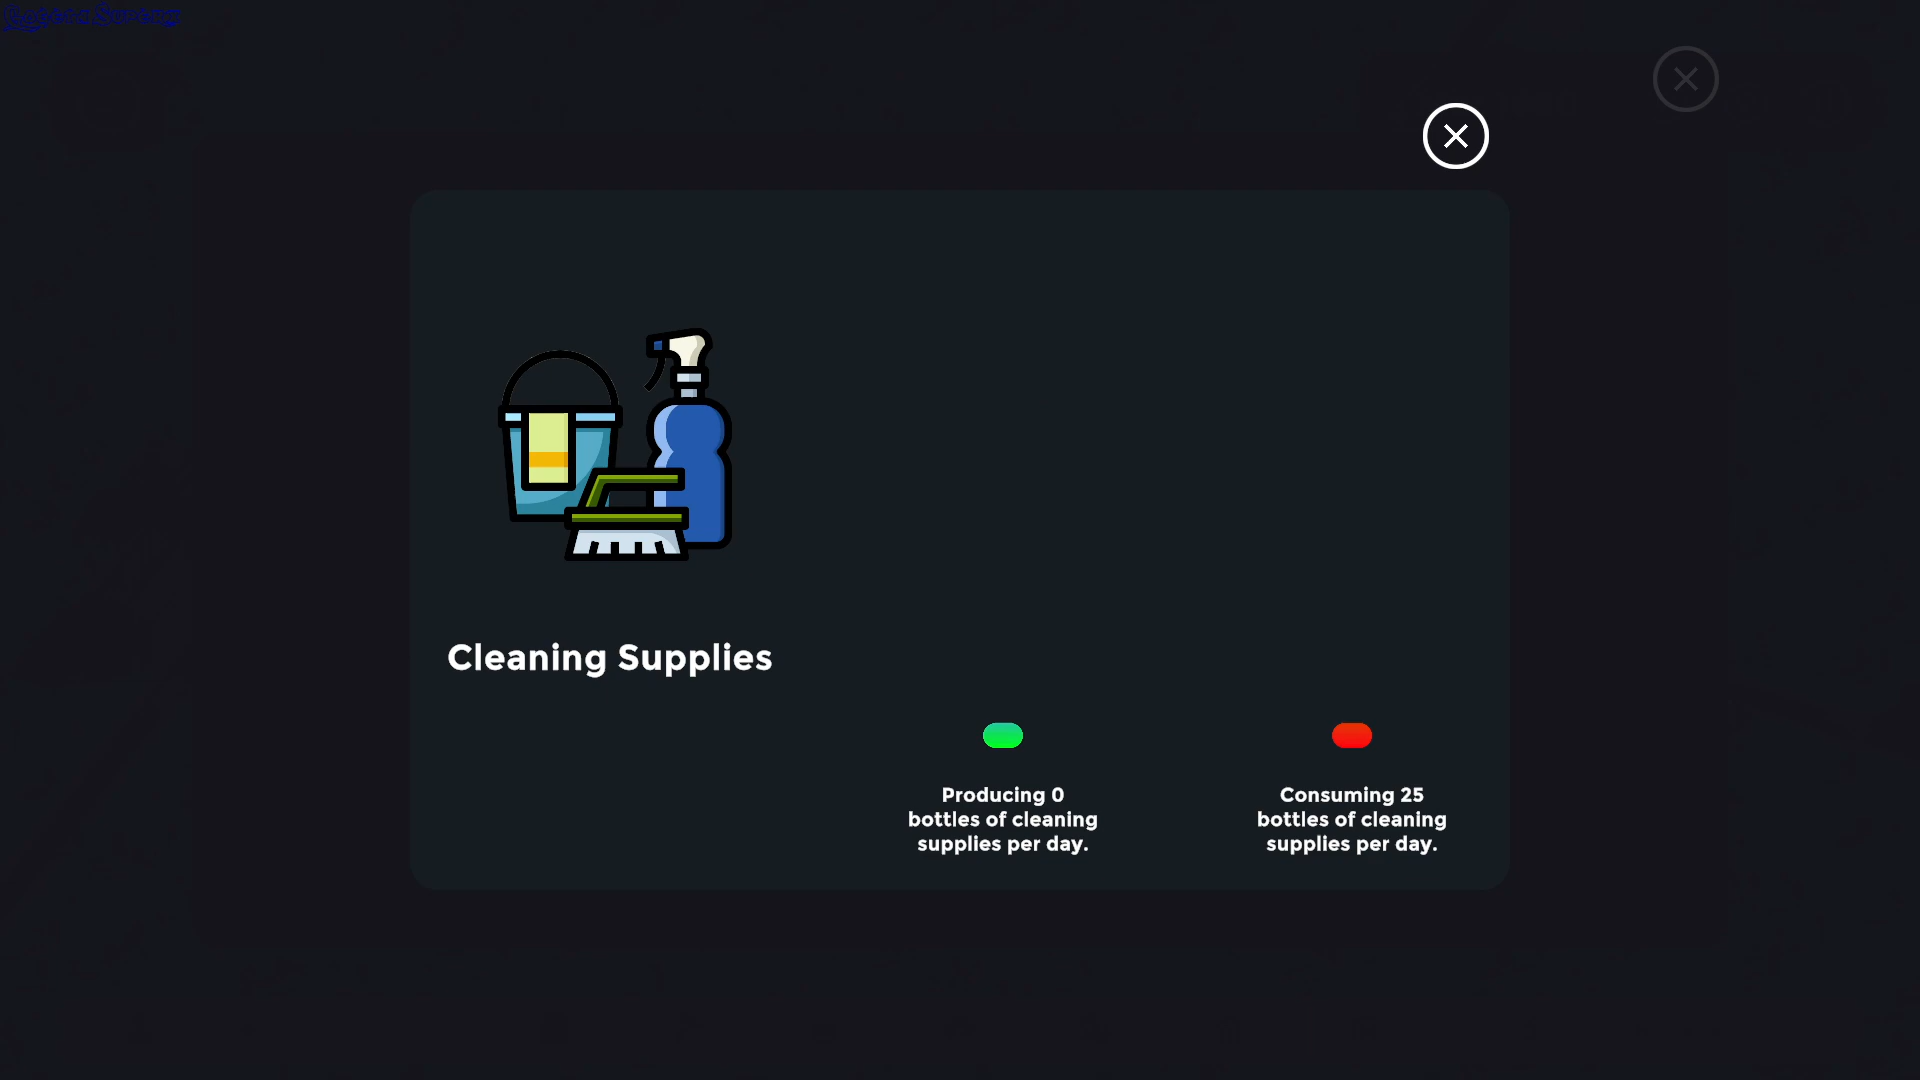 Cleaning Supplies
Producing 0
bottles of cleaning
supplies per day.
Consuming 25
bottles of cleaning
supplies per day.